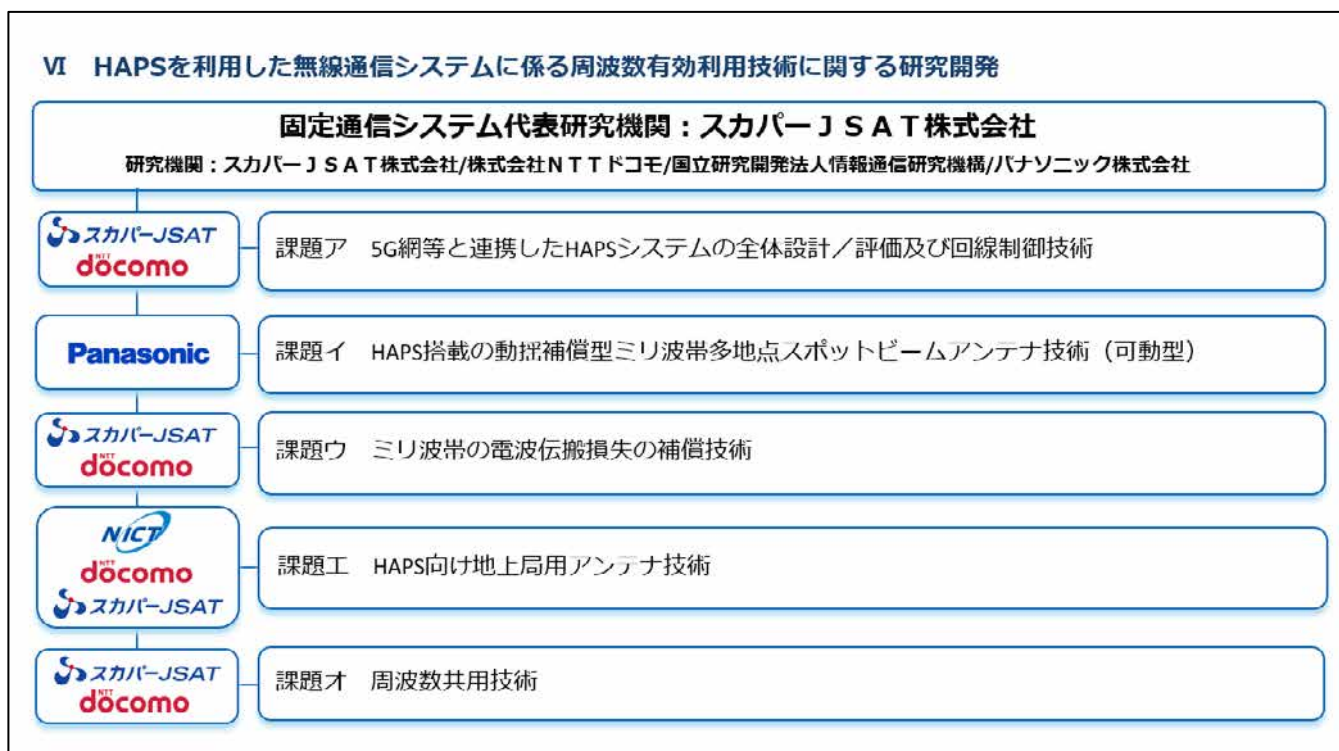 Ⅵ HAPSを利用した無線通信システムに係る周波数有効利用技術に関する研究開発
固定通信システム代表研究機関：スカパーＪＳＡＴ株式会社
研究機関：スカパーＪＳＡＴ株式会社/株式会社ＮＴＴドコモ/国立研究開発法人情報通信研究機構/パナソニック株式会社
スカパーJSAT
NTT
döcomo
課題ア 5G網等と連携したHAPSシステムの全体設計／評価及び回線制御技術
Panasonic
課題イ HAPS搭載の動揺補償型ミリ波帯多地点スポットビームアンテナ技術（可動型）
スカパーJSAT
NTT
döcomo
課題ウ ミリ波帯の電波伝搬損失の補償技術
NICT
NTT
döcomo
スカパーJSAT
課題エ HAPS向け地上局用アンテナ技術
スカパーJSAT
NTT
döcomo
課題オ 周波数共用技術